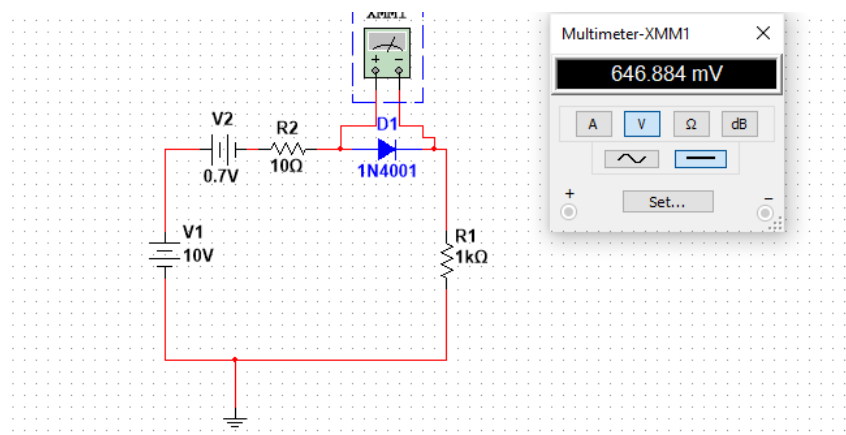 XMM1
+ -
V2
0.7V
R2
10Ω
D1
1N4001
V1
10V
R1
1kΩ
Multimeter-XMM1
646.884 mV
A V Ω dB
Set...
+ -